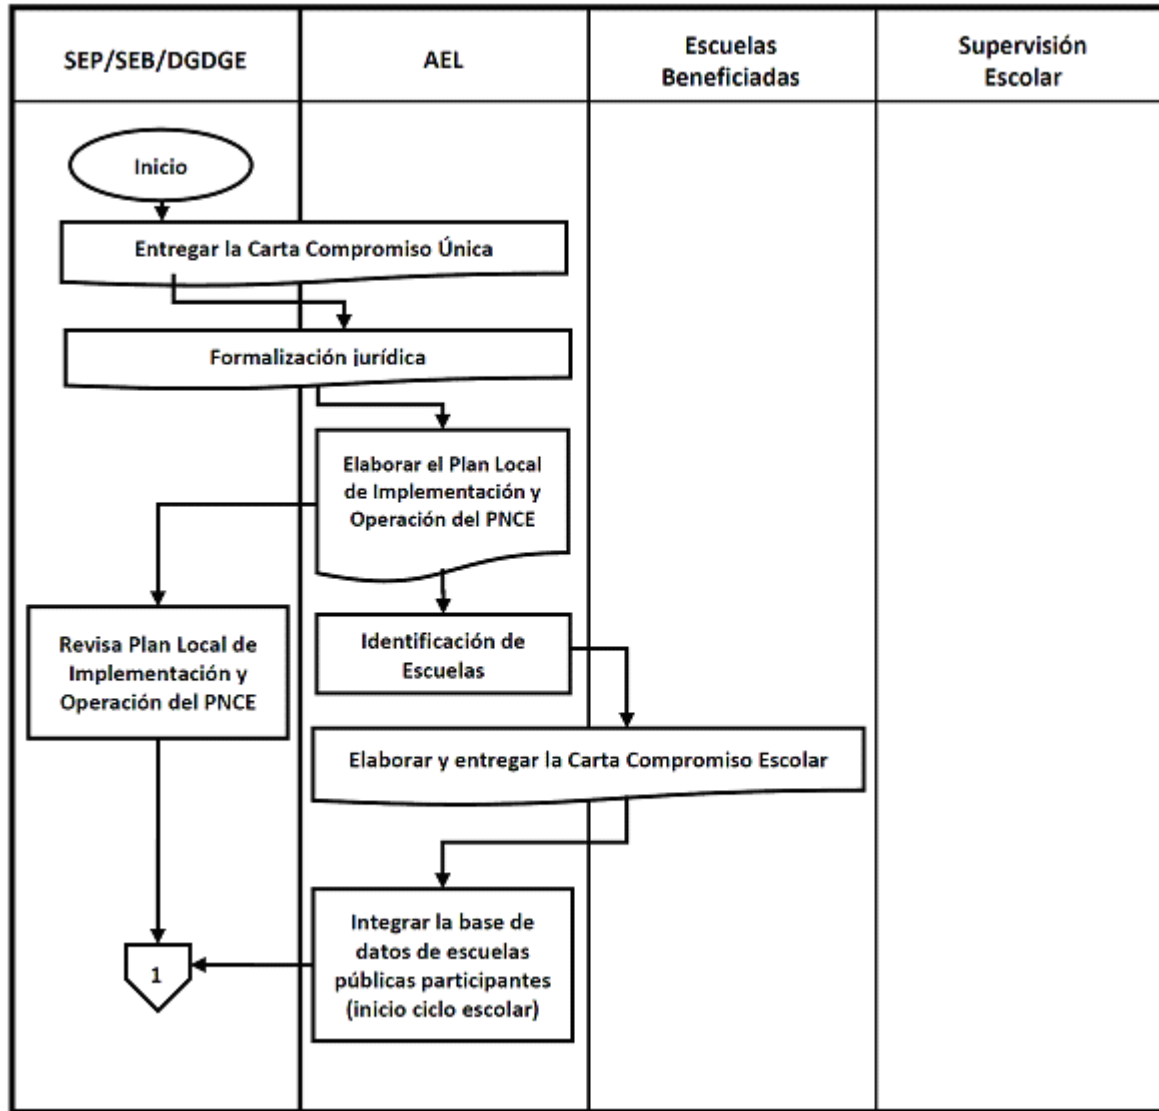 SEP/SEB/DGDGE
AEL
Escuelas
Beneficiadas
Supervisión
Escolar
Inicio
Entregar la Carta Compromiso Única
Formalización jurídica
Elaborar el Plan Local
de Implementación y
Operación del PNCE
Revisa Plan Local de
Implementación y
Operación del PNCE
Identificación de
Escuelas
Elaborar y entregar la Carta Compromiso Escolar
Integrar la base de
datos de escuelas
públicas participantes
(inicio ciclo escolar)
1